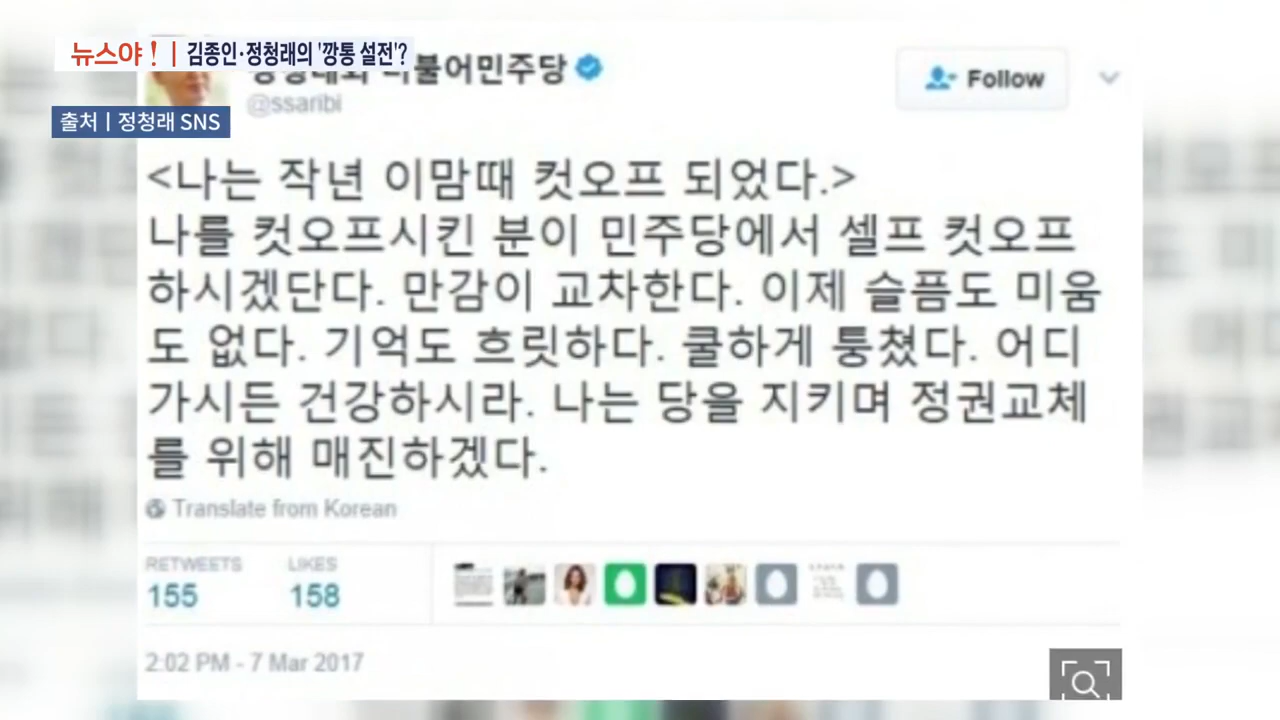 뉴스야! | 김종인·정청래의 '깡통 설전'?
불어민주당
@ssaribi
Follow
출처 | 정청래 SNS
<나는 작년 이맘때 컷오프 되었다.>
나를 컷오프시킨 분이 민주당에서 셀프 컷오프
하시겠단다. 만감이 교차한다. 이제 슬픔도 미움
도 없다. 기억도 흐릿하다. 쿨하게 퉁쳤다. 어디
가시든 건강하시라. 나는 당을 지키며 정권교체
를 위해 매진하겠다.
Translate from Korean
RETWEETS LIKES
155 158
2:02 PM - 7 Mar 2017